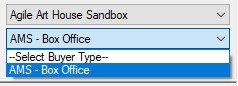 Agile Art House Sandbox
AMS - Box Office
--Select Buyer Type--
AMS - Box Office